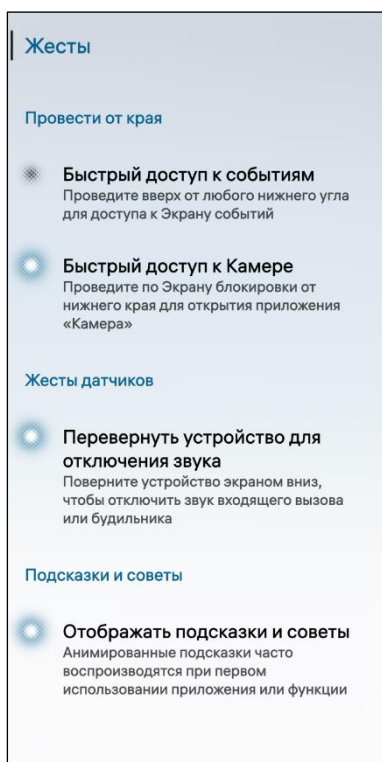 Жесты
Провести от края
Быстрый доступ к событиям
Проведите вверх от любого нижнего угла
для доступа к Экрану событий
Быстрый доступ к Камере
Проведите по Экрану блокировки от
нижнего края для открытия приложения
«Камера»
Жесты датчиков
Перевернуть устройство для
отключения звука
Поверните устройство экраном вниз,
чтобы отключить звук входящего вызова
или будильника
Подсказки и советы
Отображать подсказки и советы
Анимированные подсказки часто
воспроизводятся при первом
использовании приложения или функции